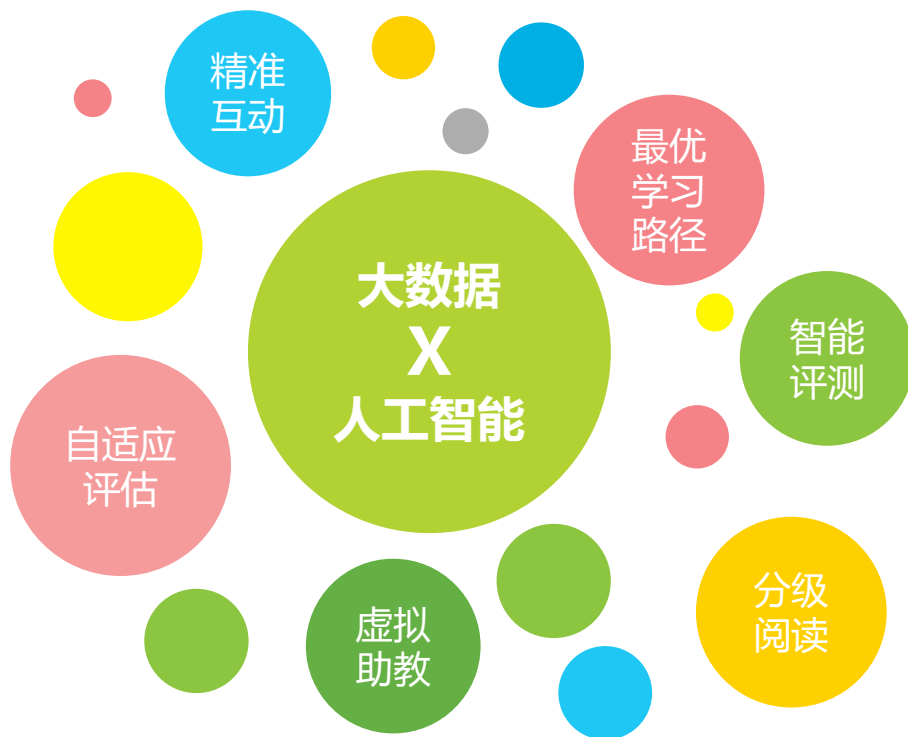 精准
互动
最优
学习
路径
大数据
X
人工智能
智能
评测
自适应
评估
分级
阅读
虚拟
助教